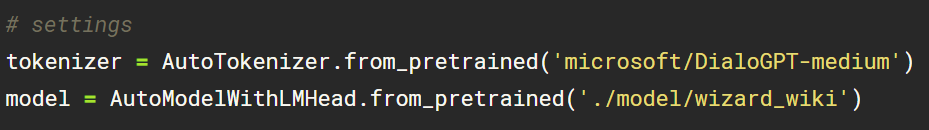 # settings
tokenizer = AutoTokenizer.from_pretrained('microsoft/DialoGPT-medium')
model = AutoModelWithLMHead.from_pretrained('./model/wizard_wiki')